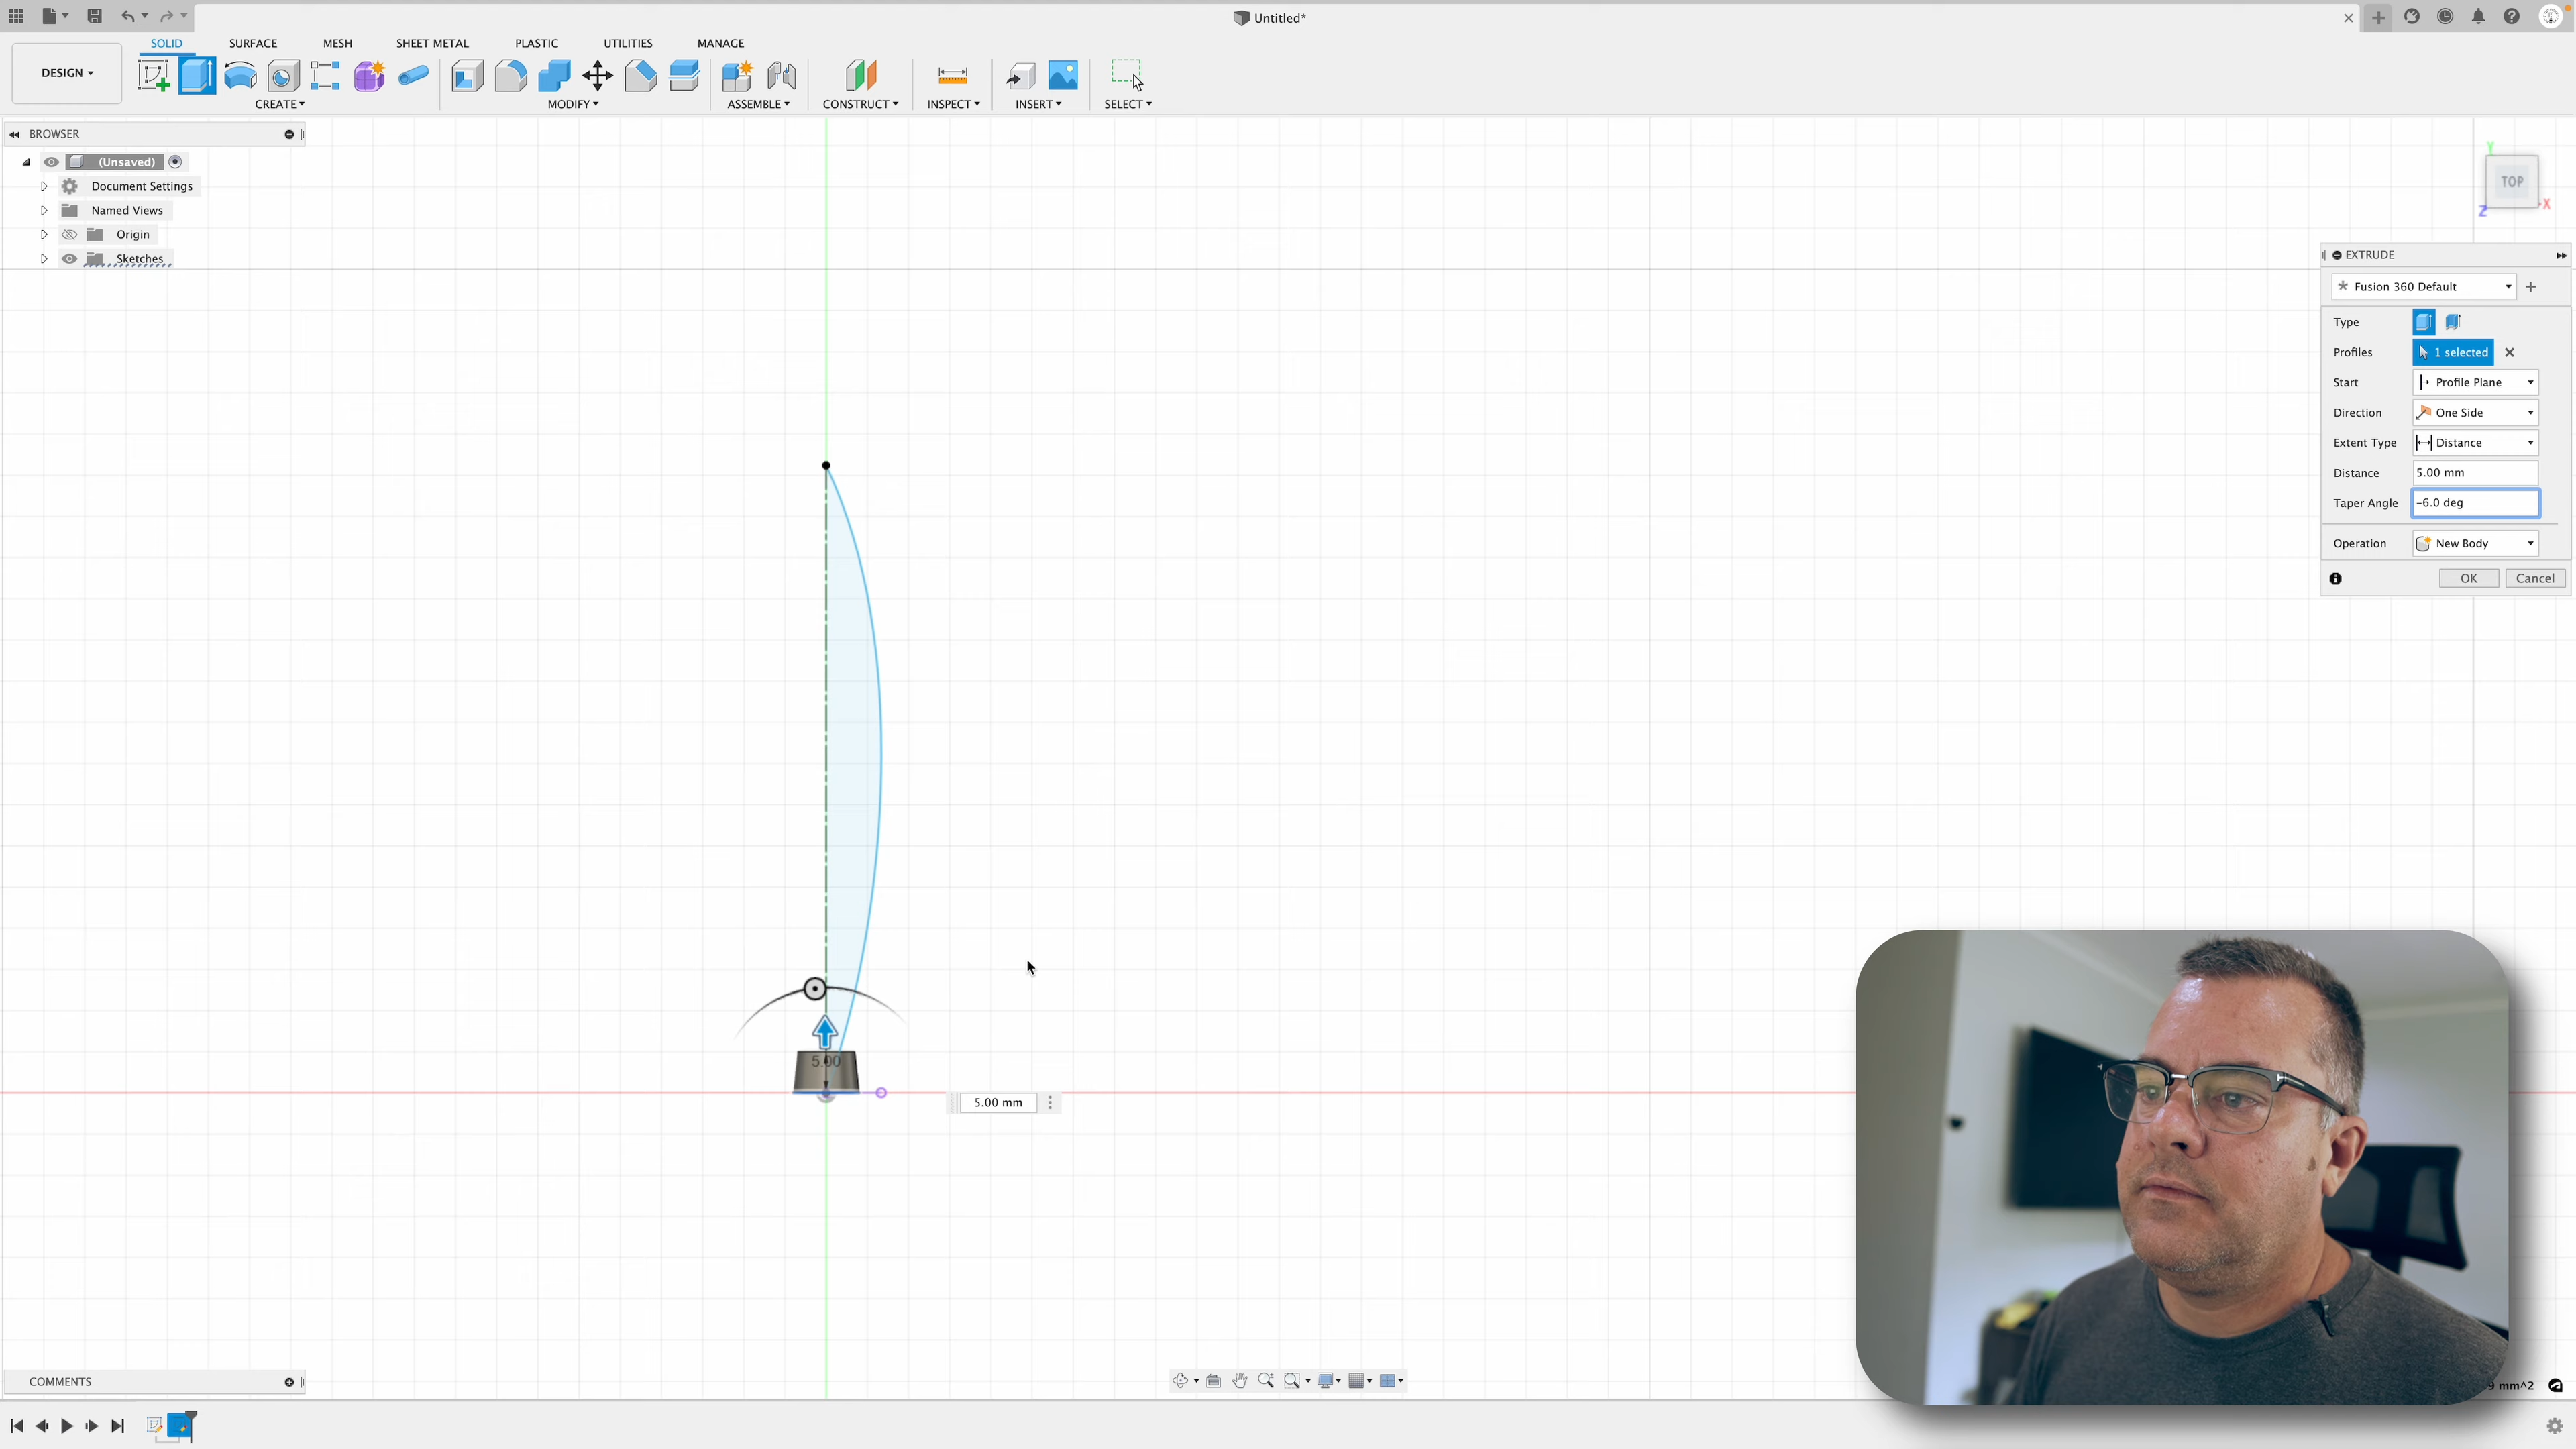 Untitled*
SOLID SURFACE MESH SHEET METAL PLASTIC UTILITIES MANAGE
DESIGN
CREATE MODIFY ASSEMBLE CONSTRUCT INSPECT INSERT SELECT
BROWSER
(Unsaved)
Document Settings
Named Views
Origin
Sketches
Y
TOP
X
Z
EXTRUDE
Fusion 360 Default
Type
Profiles 1 selected
Start Profile Plane
Direction One Side
Extent Type Distance
Distance 5.00 mm
Taper Angle -6.0 deg
Operation New Body
OK Cancel
5.00
5.00 mm
COMMENTS
9 mm^2